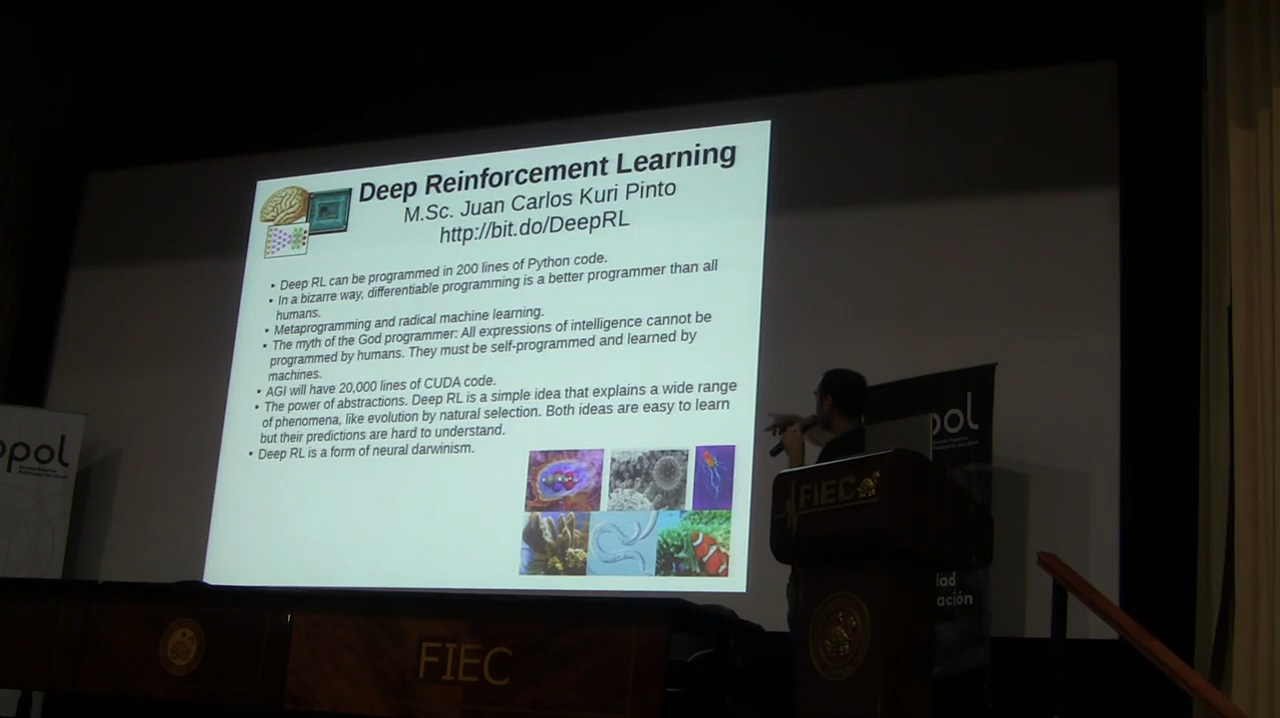 Deep Reinforcement Learning
M.Sc. Juan Carlos Kuri Pinto
http://bit.do/DeepRL
• Deep RL can be programmed in 200 lines of Python code.
• In a bizarre way, differentiable programming is a better programmer than all
humans.
• Metaprogramming and radical machine learning.
• The myth of the God programmer: All expressions of intelligence cannot be
programmed by humans. They must be self-programmed and learned by
machines.
• AGI will have 20,000 lines of CUDA code.
• The power of abstractions. Deep RL is a simple idea that explains a wide range
of phenomena, like evolution by natural selection. Both ideas are easy to learn
but their predictions are hard to understand.
• Deep RL is a form of neural darwinism.
opol
pol
FIEC
lad
ación
FIEC